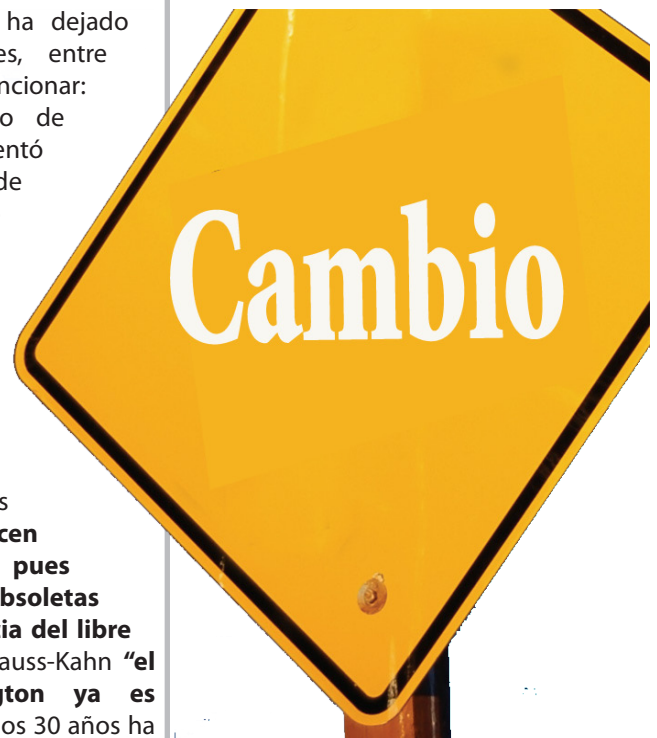 ha dejado
es, entre
ncionar:
o de
entó
de
Cambio
s
cen
pues
bsoletas
cia del libre
auss-Kahn “el
gton ya es
os 30 años ha